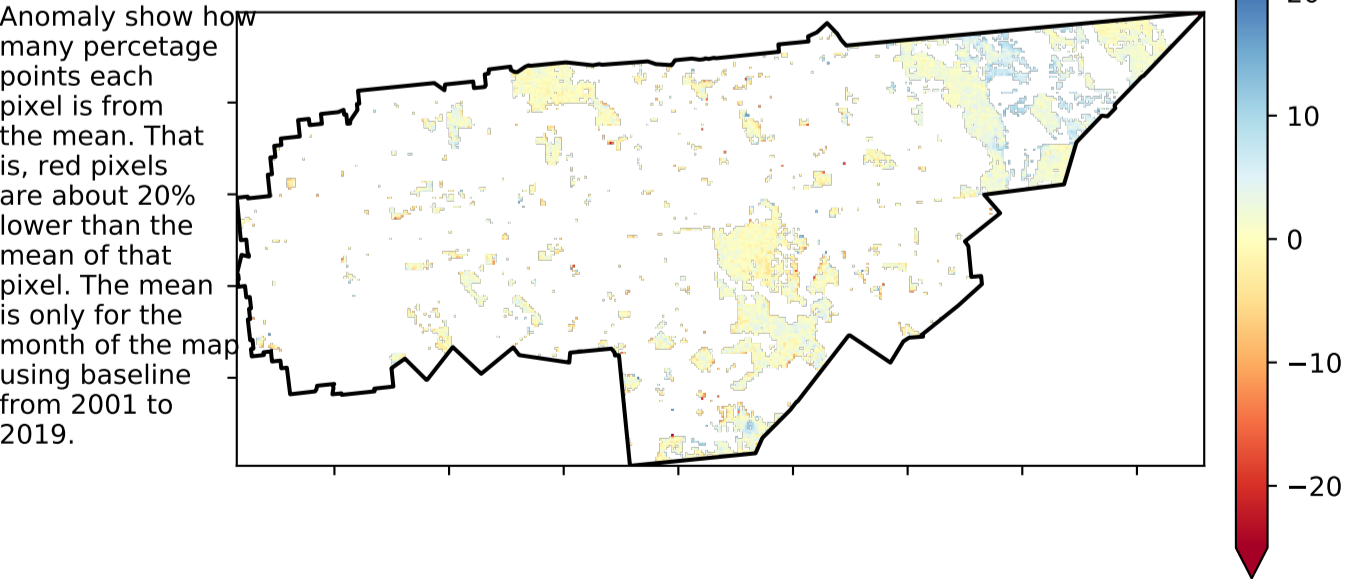 Anomaly show how
many percetage
points each
pixel is from
the mean. That
is, red pixels
are about 20%
lower than the
mean of that
pixel. The mean
is only for the
month of the map
using baseline
from 2001 to
2019.
10
0
−10
−20